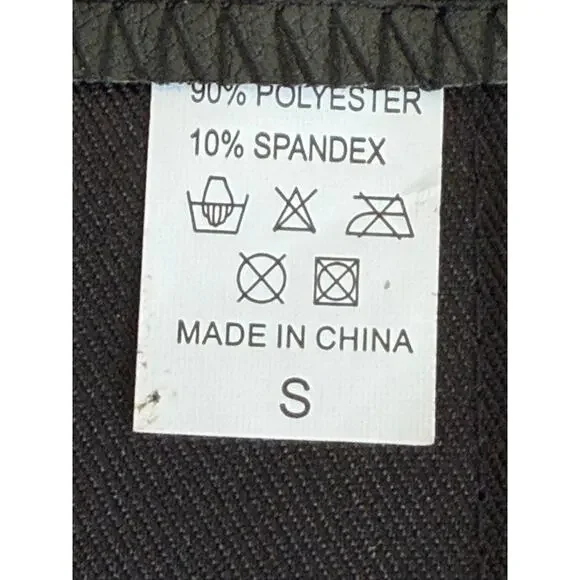 90% POLYESTER
10% SPANDEX
MADE IN CHINA
S